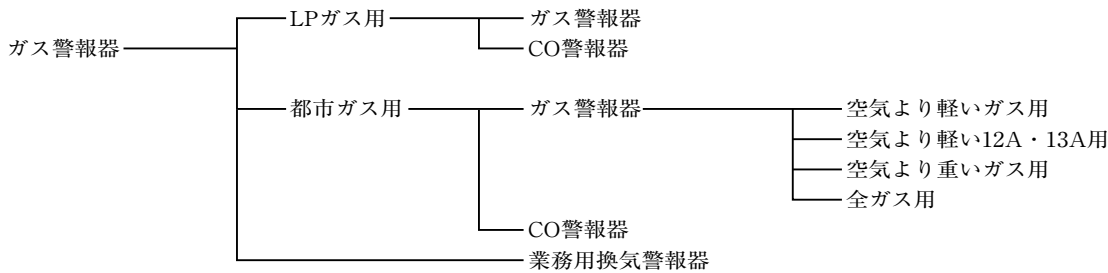 LPガス用 ガス警報器
ガス警報器 CO警報器
都市ガス用 ガス警報器 空気より軽いガス用
空気より軽い12A・13A用
空気より重いガス用
全ガス用
CO警報器
業務用換気警報器